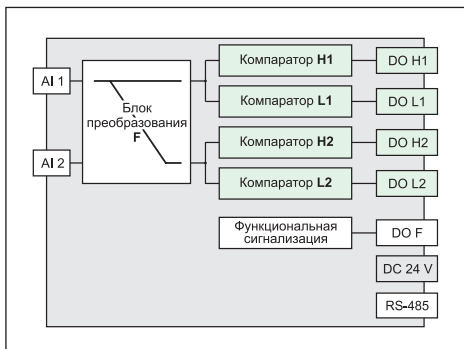 AI 1
AI 2
Блок
преобразования
F
Компаратор H1
Компаратор L1
Компаратор H2
Компаратор L2
Функциональная
сигнализация
DO H1
DO L1
DO H2
DO L2
DO F
DC 24 V
RS-485